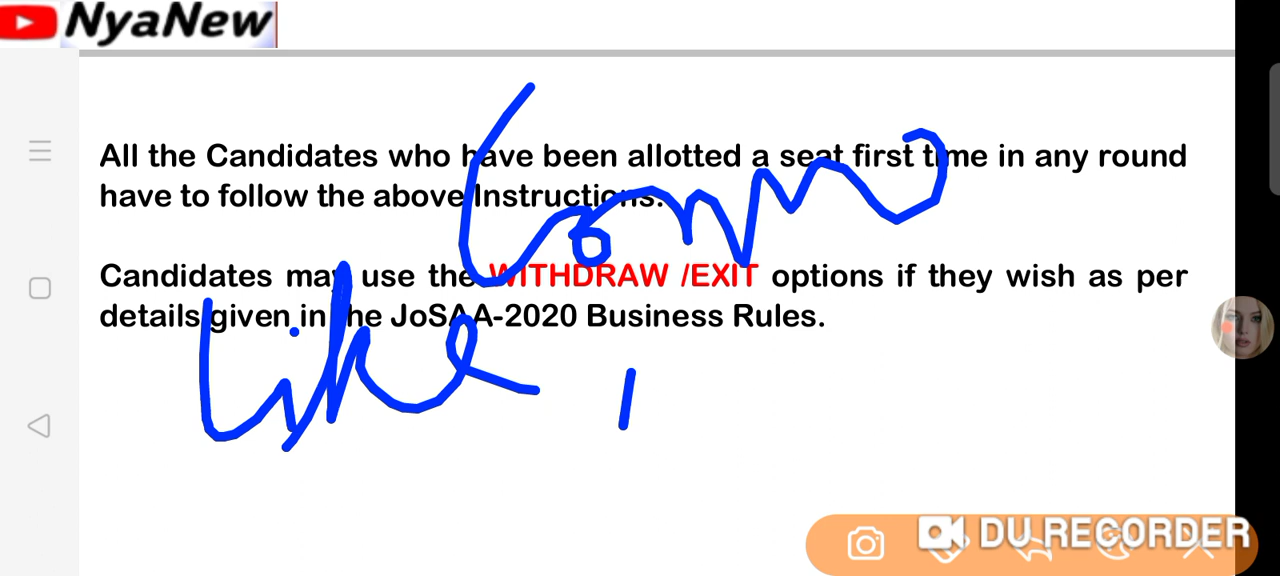 NyaNew
All the Candidates who have been allotted a seat first time in any round
have to follow the above Instructions.
Candidates may use the WITHDRAW /EXIT options if they wish as per
details given in the JoSAA-2020 Business Rules.
Comm
Like,
DU RECORDER